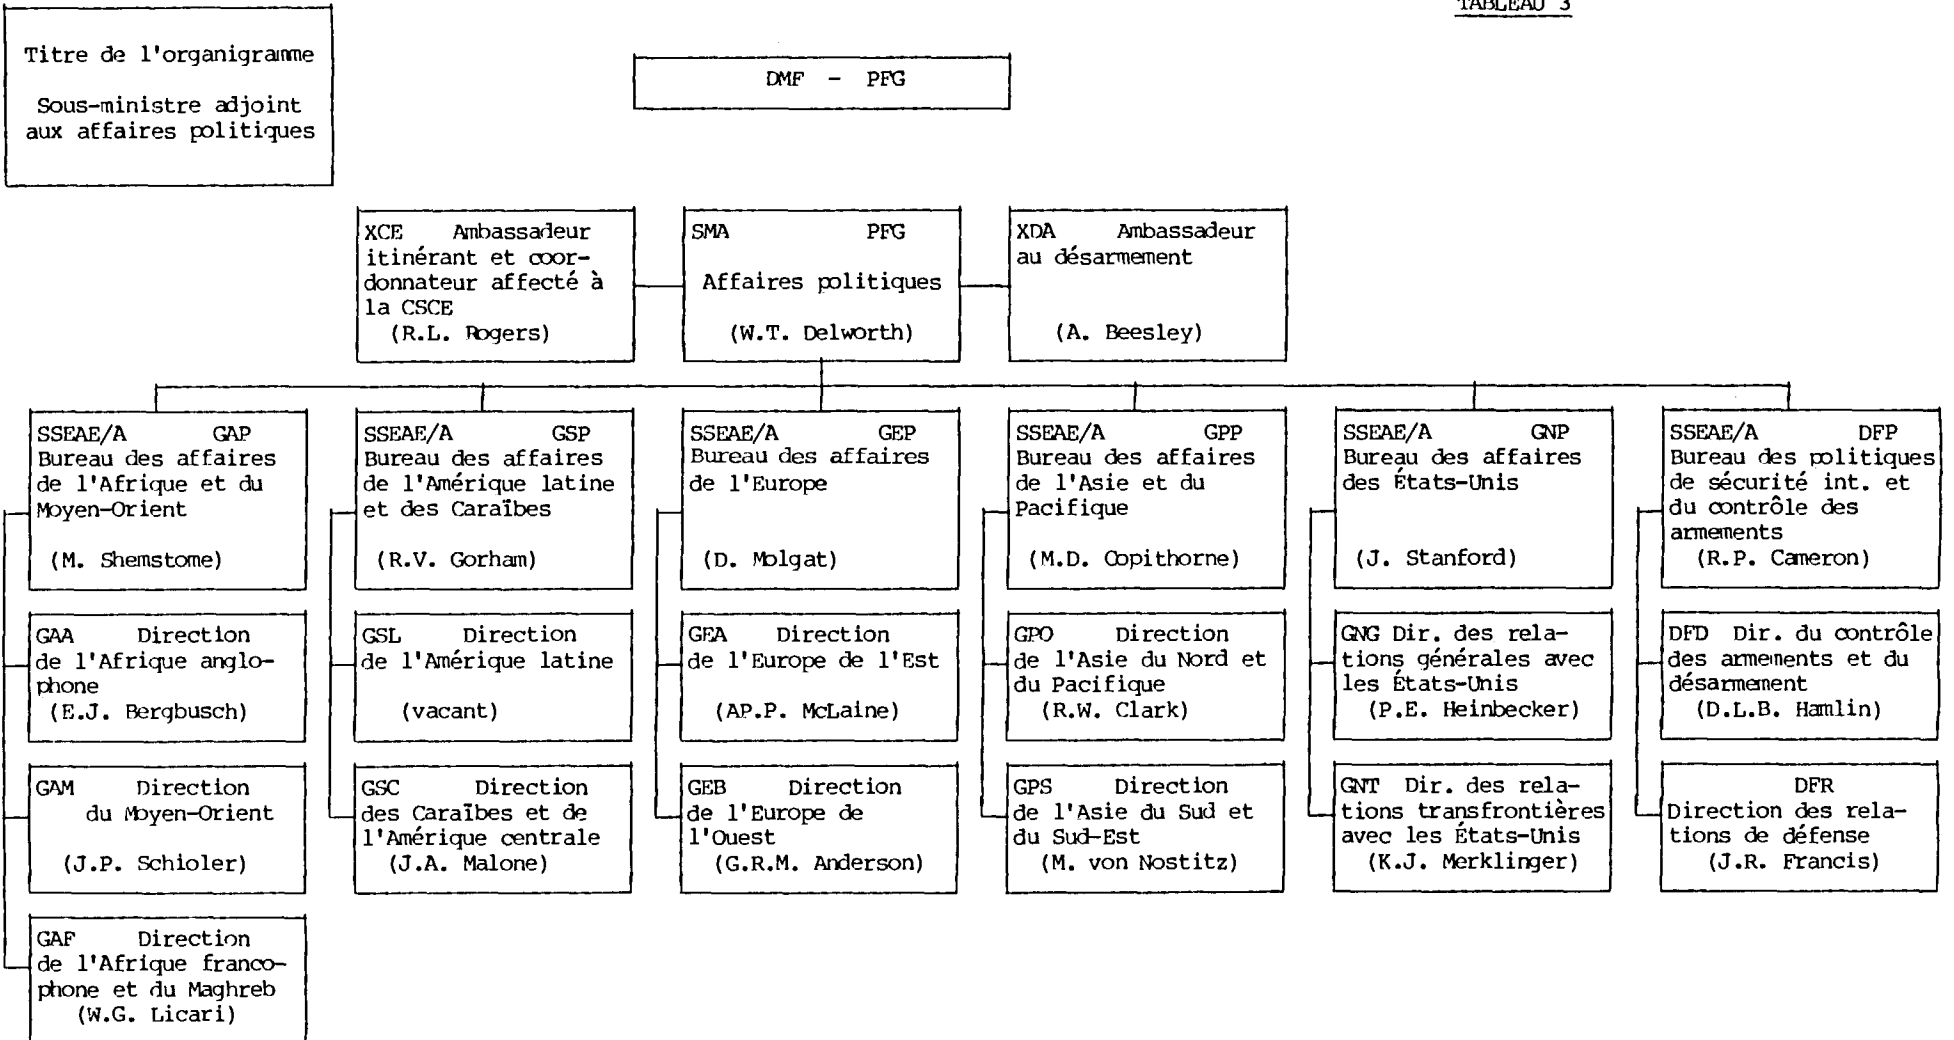 TABLEAU 3
Titre de l'organigramme
Sous-ministre adjoint
aux affaires politiques
DMF - PFG
XCE Ambassadeur
itinérant et coor-
donnateur affecté à
la CSCE
(R.L. Rogers)
SMA PFG
Affaires politiques
(W.T. Delworth)
XDA Ambassadeur
au désarmement
(A. Beesley)
SSEAE/A GAP
Bureau des affaires
de l'Afrique et du
Moyen-Orient
(M. Shemstome)
GAA Direction
de l'Afrique anglo-
phone
(E.J. Bergbusch)
GAM Direction
du Moyen-Orient
(J.P. Schioler)
GAF Direction
de l'Afrique franco-
phone et du Maghreb
(W.G. Licari)
SSEAE/A GSP
Bureau des affaires
de l'Amérique latine
et des Caraïbes
(R.V. Gorham)
GSL Direction
de l'Amérique latine
(vacant)
GSC Direction
des Caraïbes et de
l'Amérique centrale
(J.A. Malone)
SSEAE/A GEP
Bureau des affaires
de l'Europe
(D. Molgat)
GEA Direction
de l'Europe de l'Est
(AP.P. McLaine)
GEB Direction
de l'Europe de
l'Ouest
(G.R.M. Anderson)
SSEAE/A GPP
Bureau des affaires
de l'Asie et du
Pacifique
(M.D. Copithorne)
GPO Direction
de l'Asie du Nord et
du Pacifique
(R.W. Clark)
GPS Direction
de l'Asie du Sud et
du Sud-Est
(M. von Nostitz)
SSEAE/A GNP
Bureau des affaires
des États-Unis
(J. Stanford)
GNG Dir. des rela-
tions générales avec
les États-Unis
(P.E. Heinbecker)
GNT Dir. des rela-
tions transfrontières
avec les États-Unis
(K.J. Merklinger)
SSEAE/A DFP
Bureau des politiques
de sécurité int. et
du contrôle des
armements
(R.P. Cameron)
DFD Dir. du contrôle
des armements et du
désarmement
(D.L.B. Hamlin)
DFR
Direction des rela-
tions de défense
(J.R. Francis)